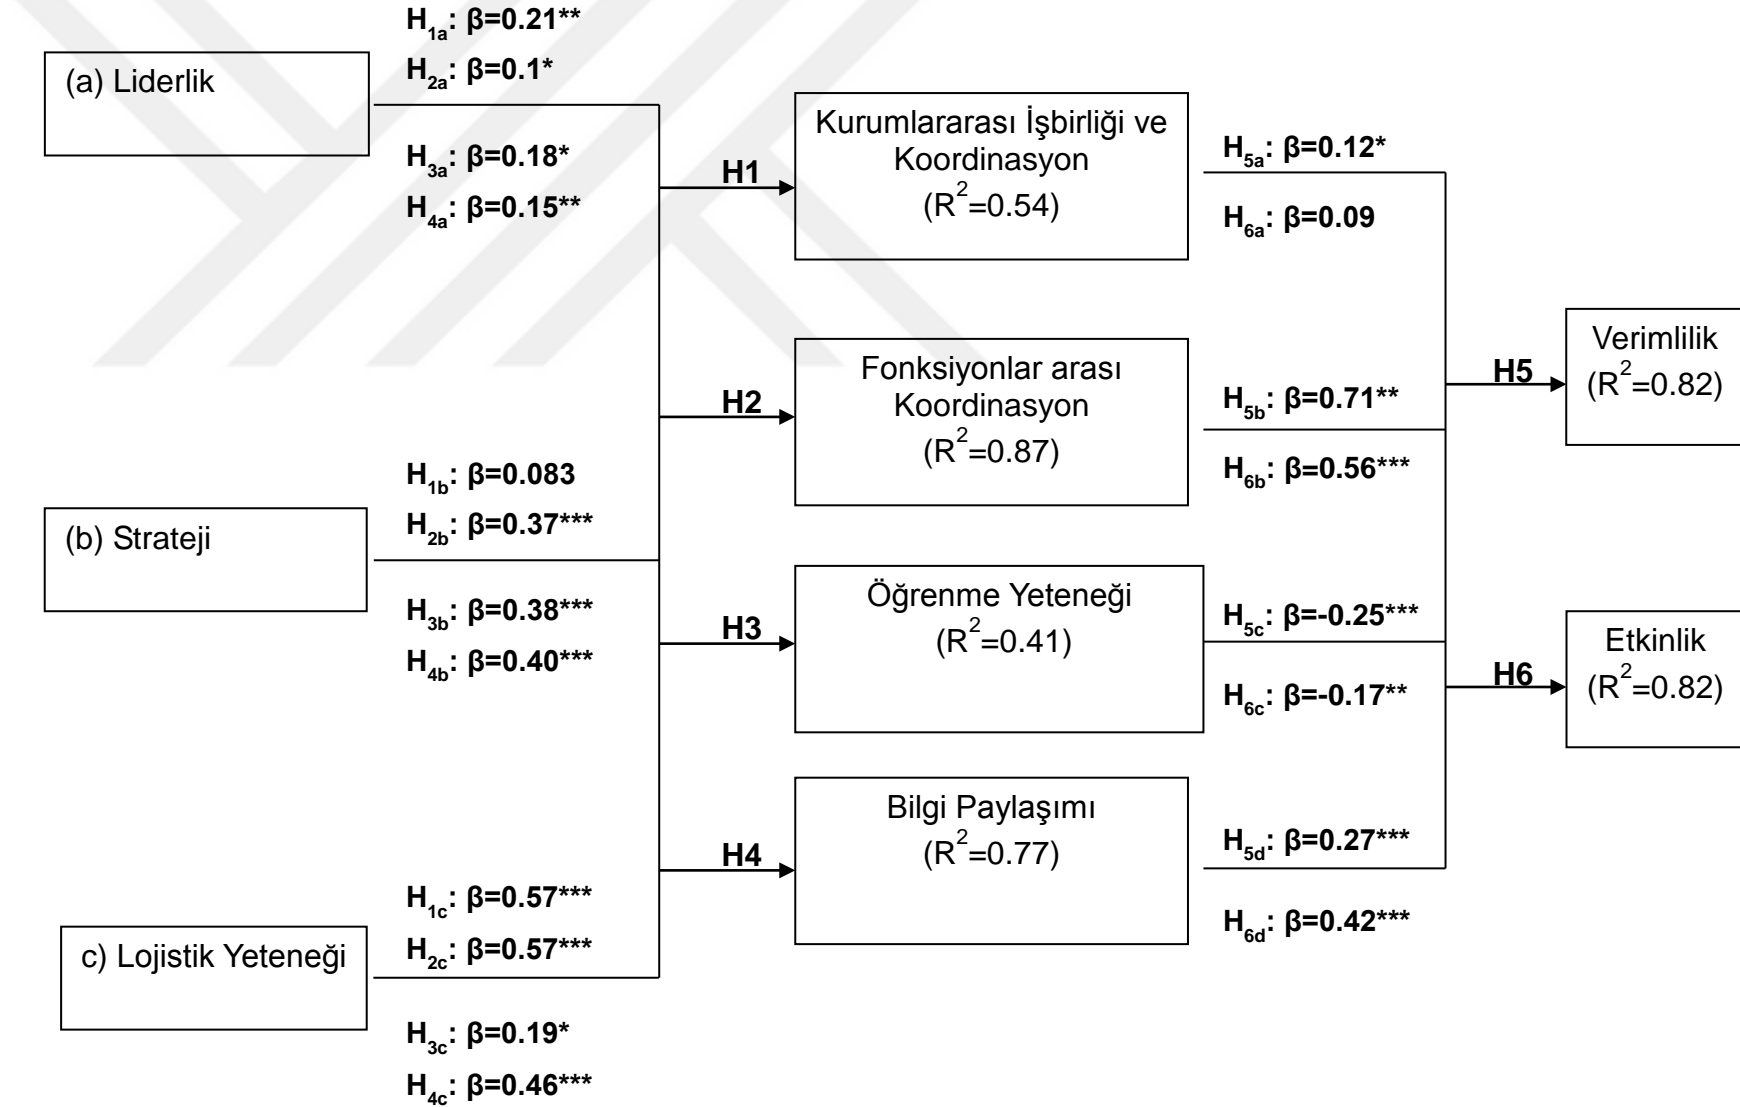 H1a: β=0.21**
H2a: β=0.1*
(a) Liderlik
H3a: β=0.18*
H4a: β=0.15**
H1
Kurumlararası İşbirliği ve
Koordinasyon
(R2=0.54)
H5a: β=0.12*
H6a: β=0.09
H2
Fonksiyonlar arası
Koordinasyon
(R2=0.87)
H5b: β=0.71**
H6b: β=0.56***
H5
Verimlilik
(R2=0.82)
H1b: β=0.083
H2b: β=0.37***
(b) Strateji
H3b: β=0.38***
H4b: β=0.40***
H3
Öğrenme Yeteneği
(R2=0.41)
H5c: β=-0.25***
H6c: β=-0.17**
H6
Etkinlik
(R2=0.82)
H4
Bilgi Paylaşımı
(R2=0.77)
H5d: β=0.27***
H6d: β=0.42***
H1c: β=0.57***
H2c: β=0.57***
c) Lojistik Yeteneği
H3c: β=0.19*
H4c: β=0.46***